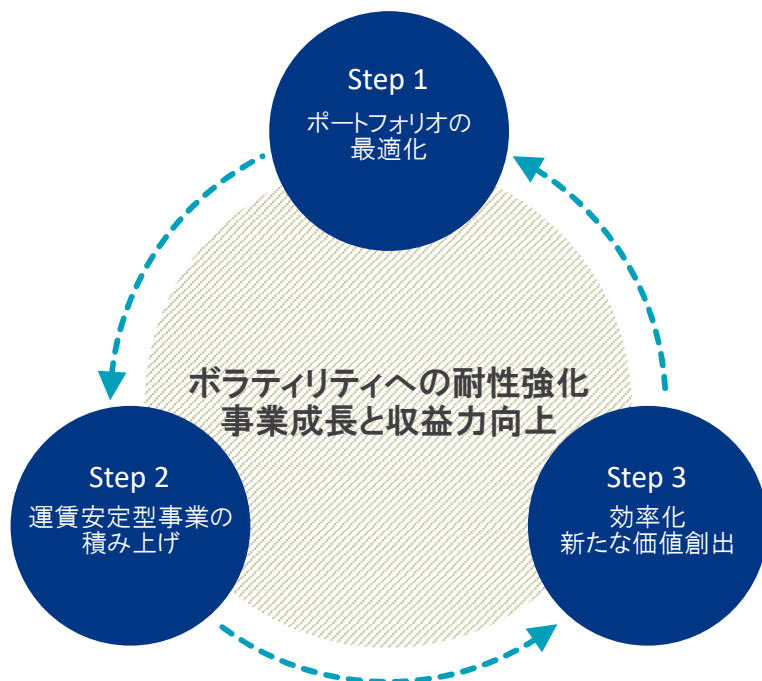 Step 1
ポートフォリオの
最適化
ボラティリティへの耐性強化
事業成長と収益力向上
Step 2
運賃安定型事業の
積み上げ
Step 3
効率化
新たな価値創出